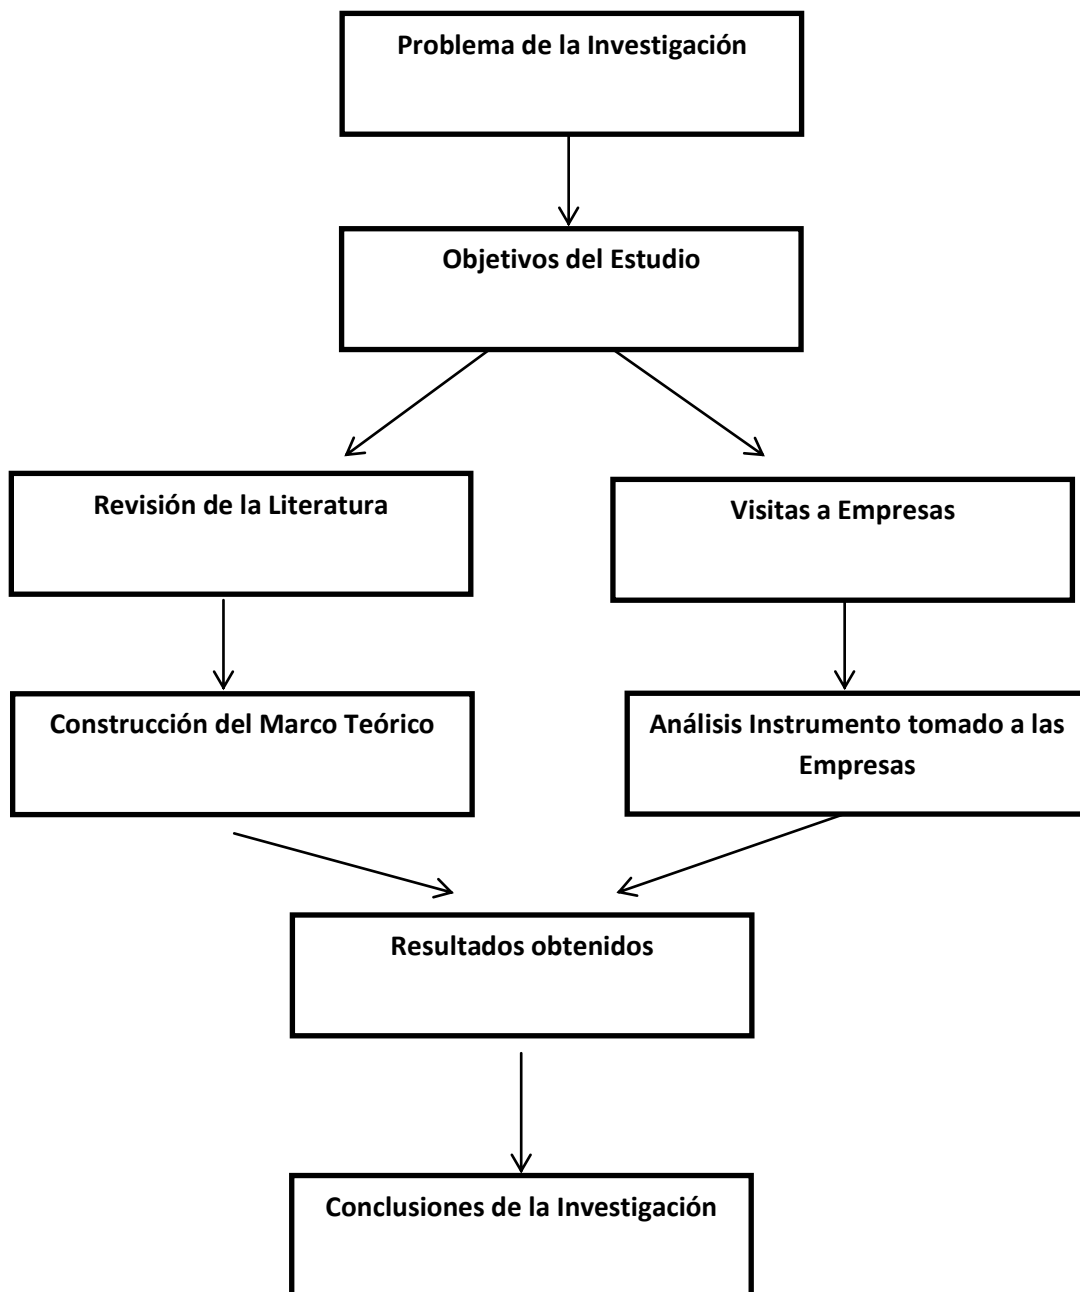 Problema de la Investigación
Objetivos del Estudio
Revisión de la Literatura
Visitas a Empresas
Construcción del Marco Teórico
Análisis Instrumento tomado a las
Empresas
Resultados obtenidos
Conclusiones de la Investigación